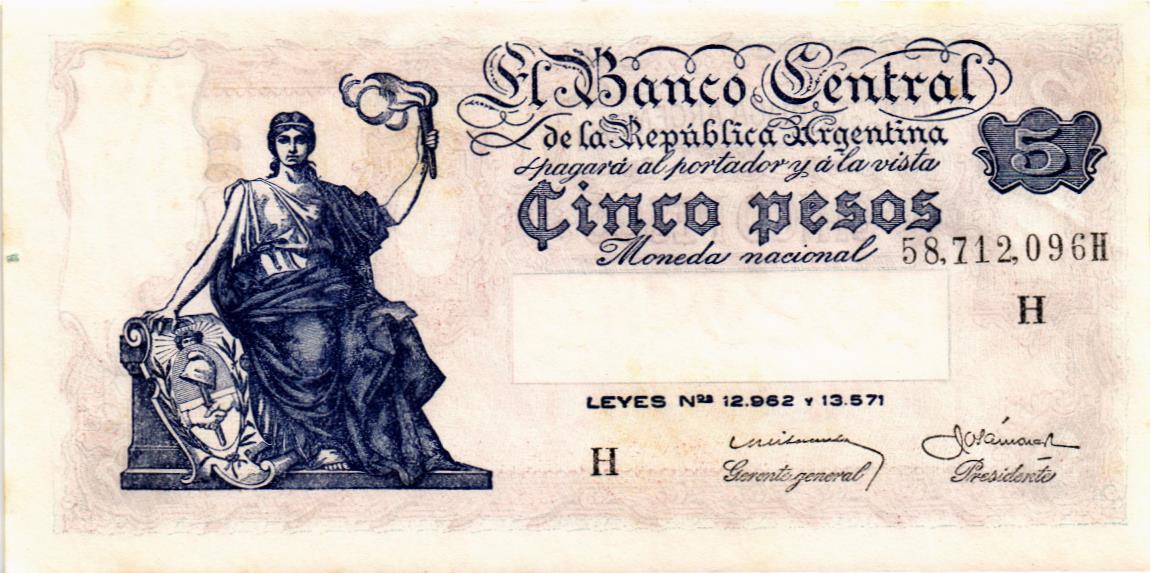 El Banco Central
de la República Argentina
pagará al portador y á la vista
5
Cinco pesos
Moneda nacional
58,712,096H
H
LEYES Nos 12.962 Y 13.571
H
Gerente general
Presidente